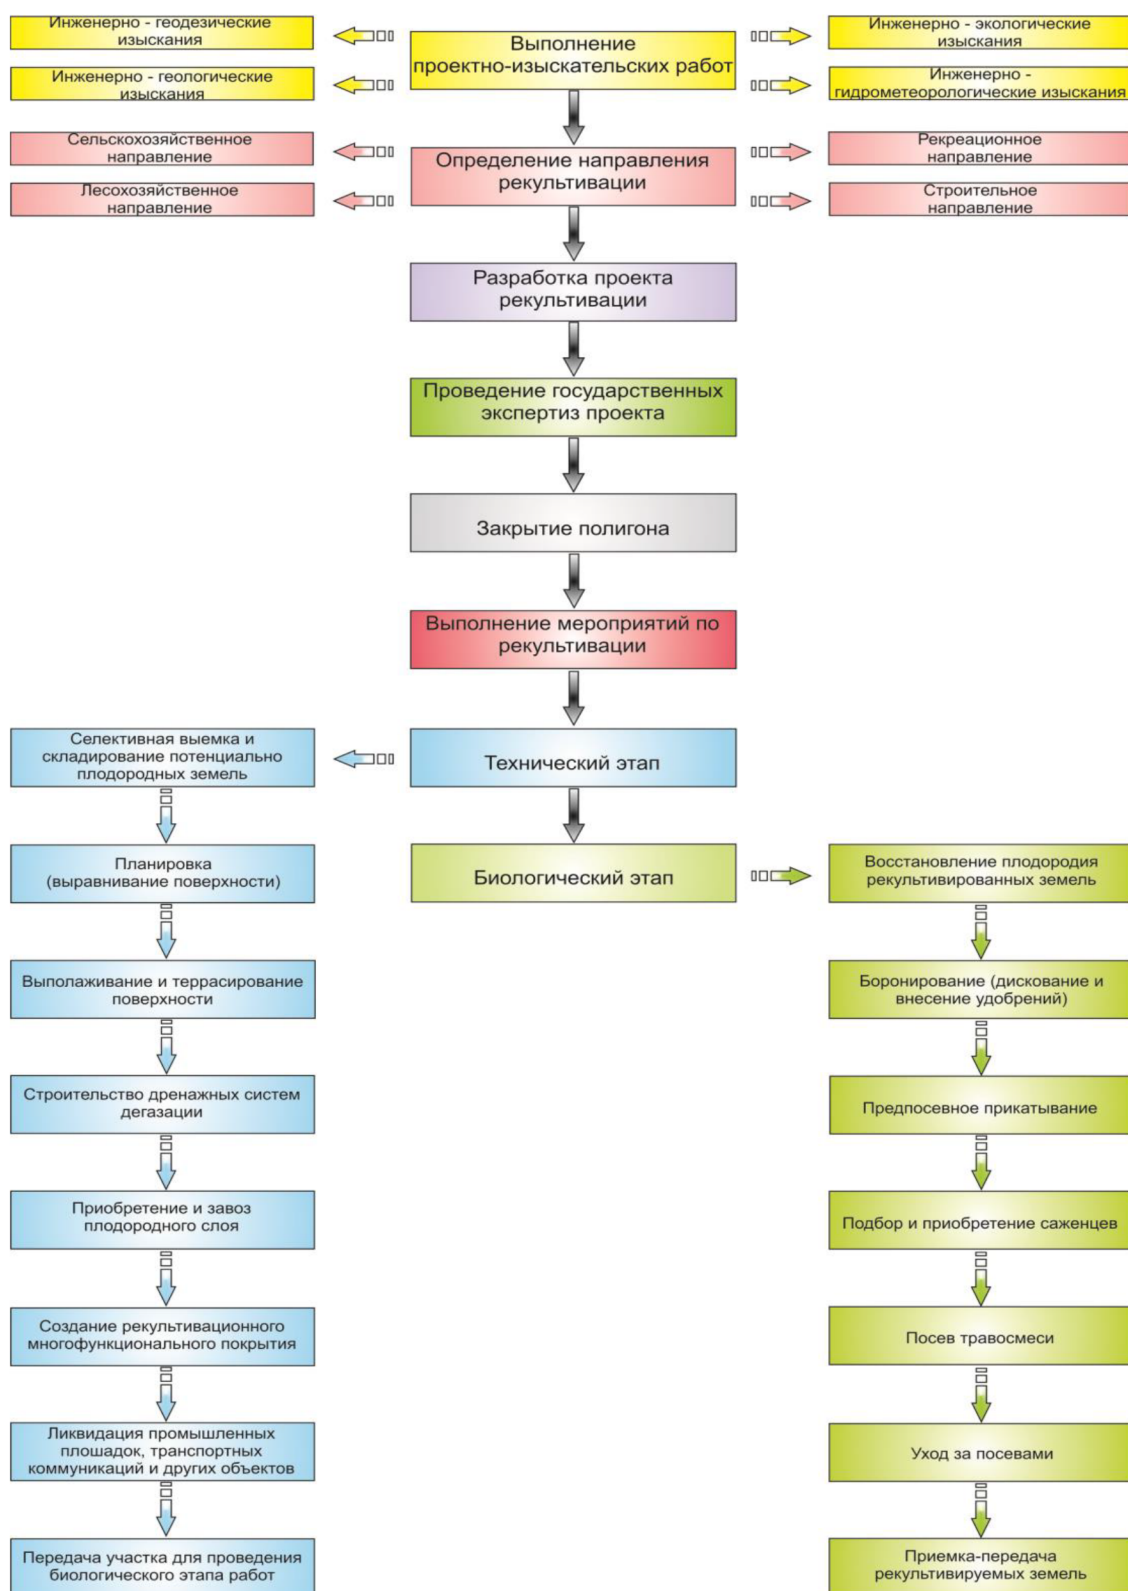 Инженерно - геодезические
изыскания
Выполнение
проектно-изыскательских работ
Инженерно - экологические
изыскания
Инженерно - геологические
изыскания
Инженерно -
гидрометеорологические изыскания
Сельскохозяйственное
направление
Определение направления
рекультивации
Рекреационное
направление
Лесохозяйственное
направление
Строительное
направление
Разработка проекта
рекультивации
Проведение государственных
экспертиз проекта
Закрытие полигона
Выполнение мероприятий по
рекультивации
Технический этап
Селективная выемка и
складирование потенциально
плодородных земель
Планировка
(выравнивание поверхности)
Выполаживание и террасирование
поверхности
Строительство дренажных систем
дегазации
Приобретение и завоз
плодородного слоя
Создание рекультивационного
многофункционального покрытия
Ликвидация промышленных
плошадок, транспортных
коммуникаций и других объектов
Передача участка для проведения
биологического этапа работ
Биологический этап
Восстановление плодородия
рекультивированных земель
Боронирование (дискование и
внесение удобрений)
Предпосевное прикатывание
Подбор и приобретение саженцев
Посев травосмеси
Уход за посевами
Приемка-передача
рекультивируемых земель